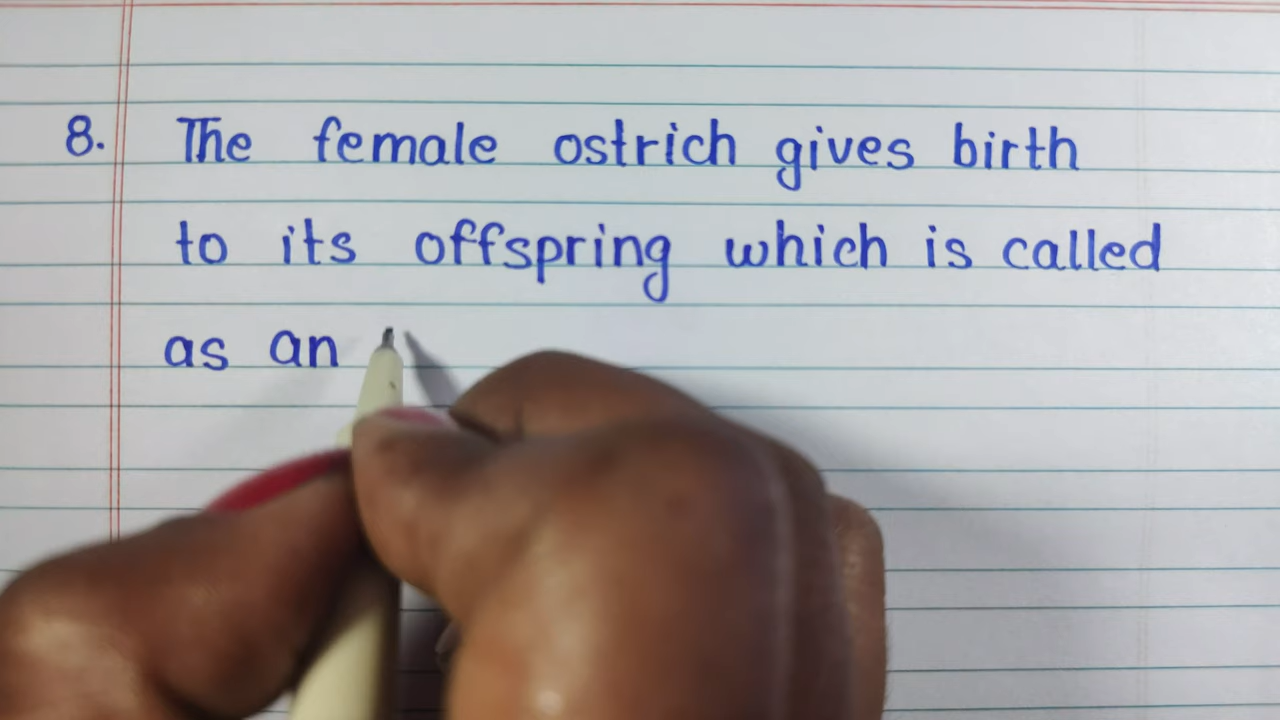 8. The female ostrich gives birth
to its offspring which is called
as an